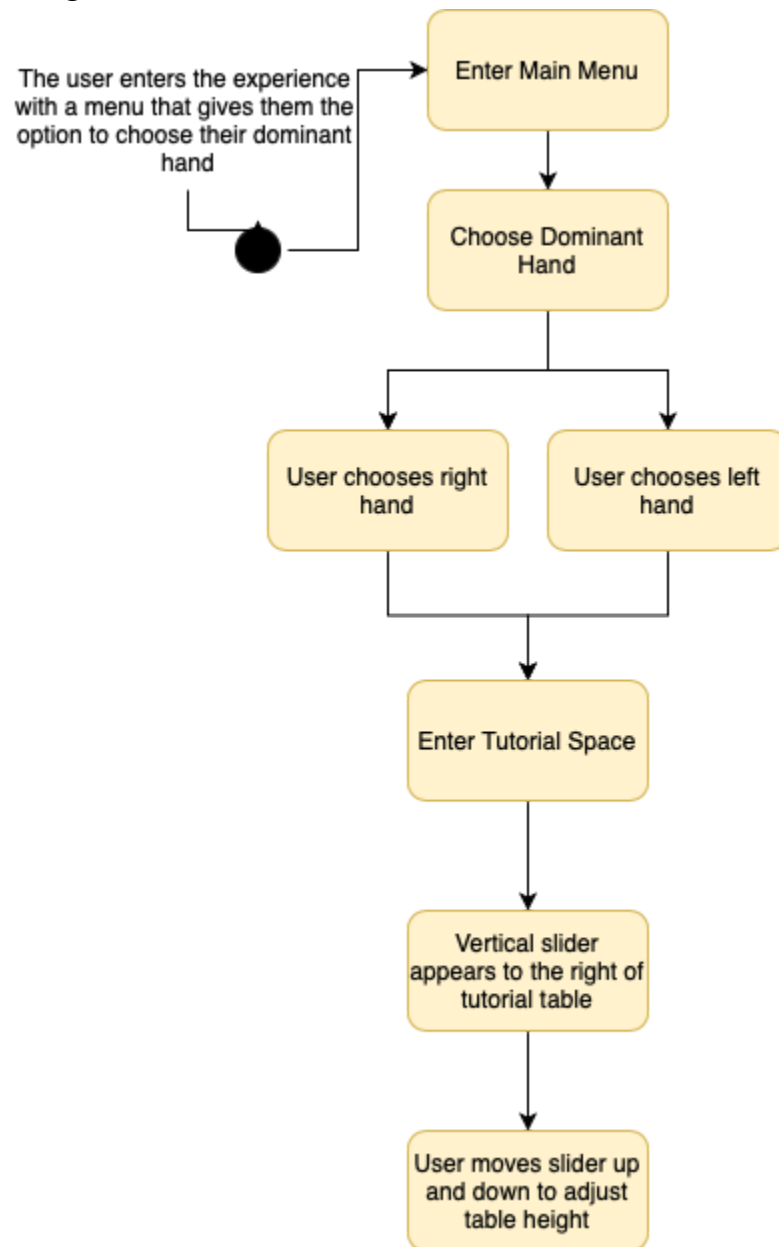 The user enters the experience
with a menu that gives them the
option to choose their dominant
hand
Enter Main Menu
Choose Dominant
Hand
User chooses right
hand
User chooses left
hand
Enter Tutorial Space
Vertical slider
appears to the right of
tutorial table
User moves slider up
and down to adjust
table height